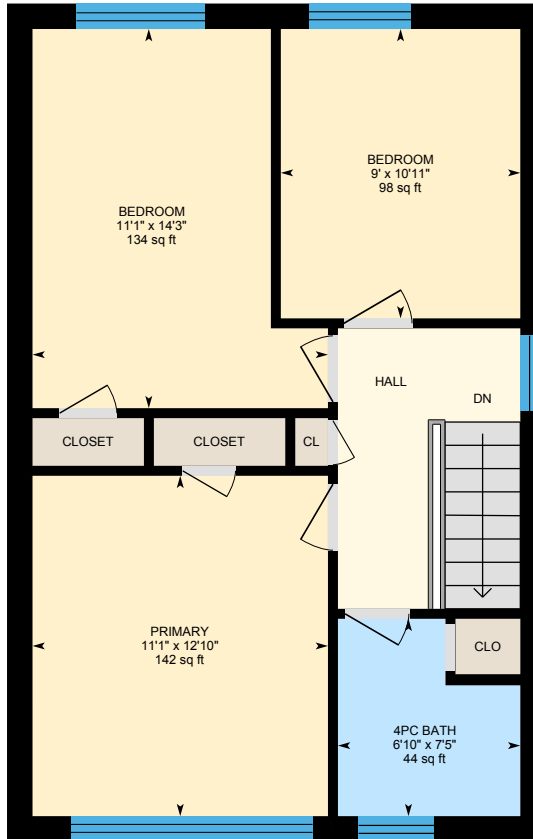 BEDROOM
11'1" x 14'3"
134 sq ft
BEDROOM
9' x 10'11"
98 sq ft
HALL
DN
CLOSET
CLOSET
CL
PRIMARY
11'1" x 12'10"
142 sq ft
CLO
4PC BATH
6'10" x 7'5"
44 sq ft